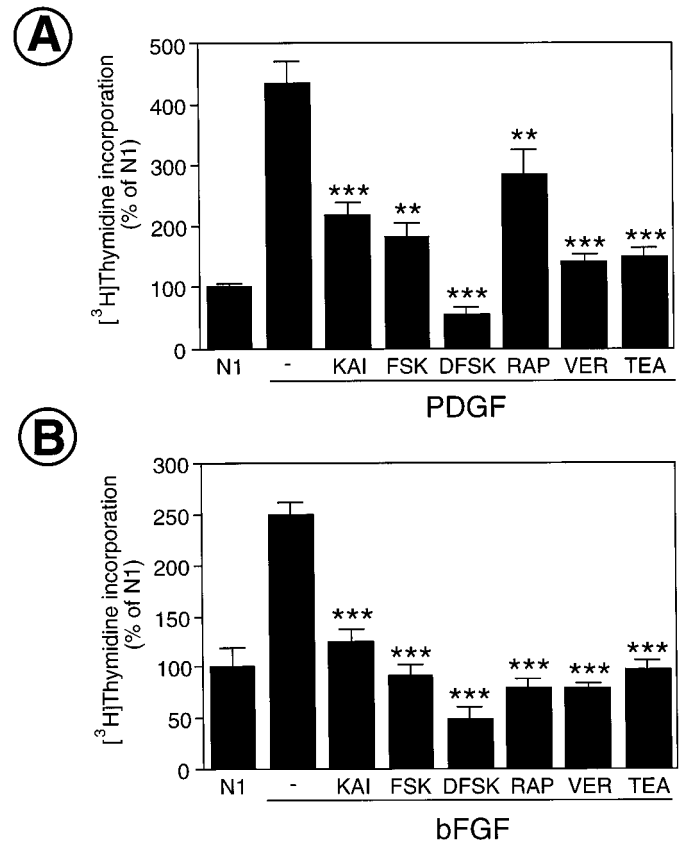 A
[³H]Thymidine incorporation
(% of N1)
500
400
300
200
100
0
***
**
***
**
***
***
N1
-
KAI
FSK
DFSK
RAP
VER
TEA
PDGF
B
[³H]Thymidine incorporation
(% of N1)
300
250
200
150
100
50
0
***
***
***
***
***
***
N1
-
KAI
FSK
DFSK
RAP
VER
TEA
bFGF